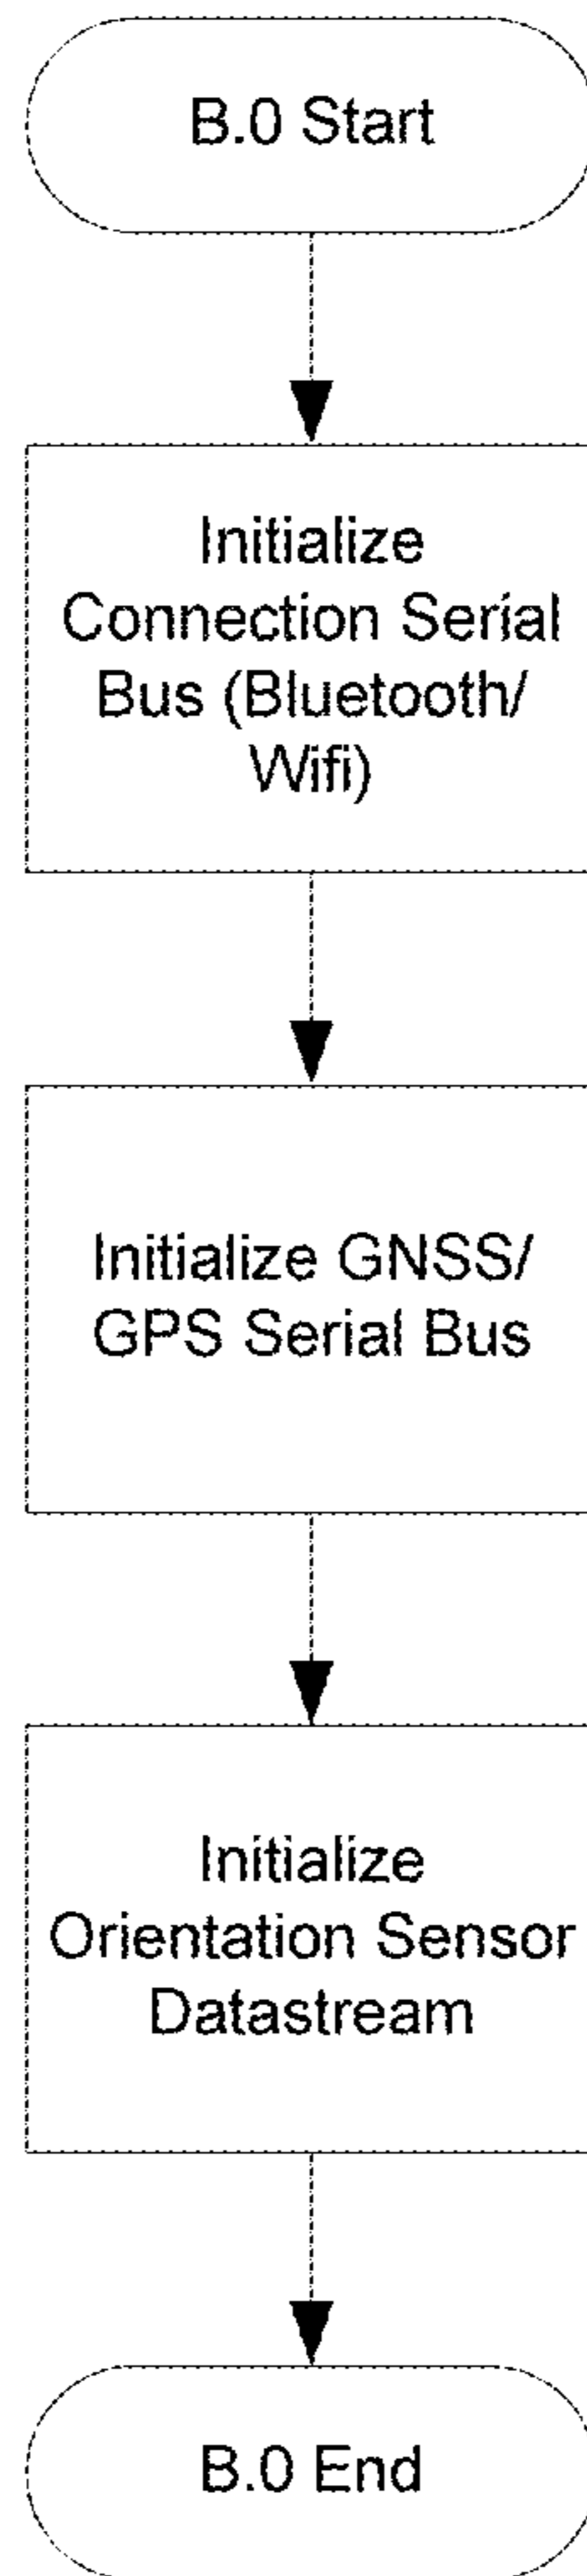 B.0 Start
Initialize
Connection Serial
Bus (Bluetooth/
Wifi)
Initialize GNSS/
GPS Serial Bus
Initialize
Orientation Sensor
Datastream
B.0 End